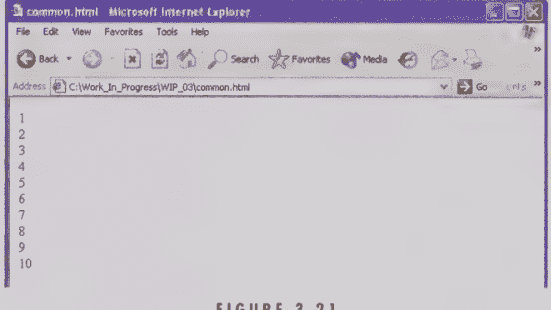 common.html Microsoft Internet Explorer
File Edit View Favorites Tools Help
Back Search Favorites Media
Address C:\Work_In_Progress\WIP_03\common.html Go
1
2
3
4
5
6
7
8
9
10
FIGURE 3.21